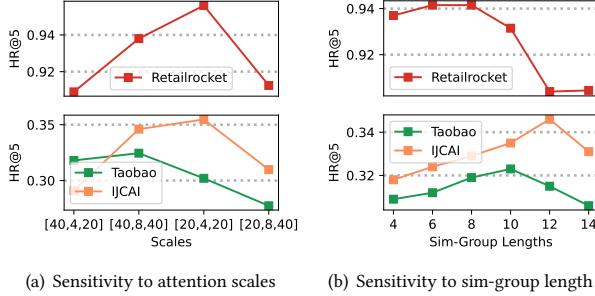 HR@5
0.94
0.92
Retailrocket
HR@5
0.35
0.30
Taobao
IJCAI
[40,4,20] [40,8,40] [20,4,20] [20,8,40]
Scales
(a) Sensitivity to attention scales
HR@5
0.94
0.92
Retailrocket
HR@5
0.34
0.32
Taobao
IJCAI
4 6 8 10 12 14
Sim-Group Lengths
(b) Sensitivity to sim-group length